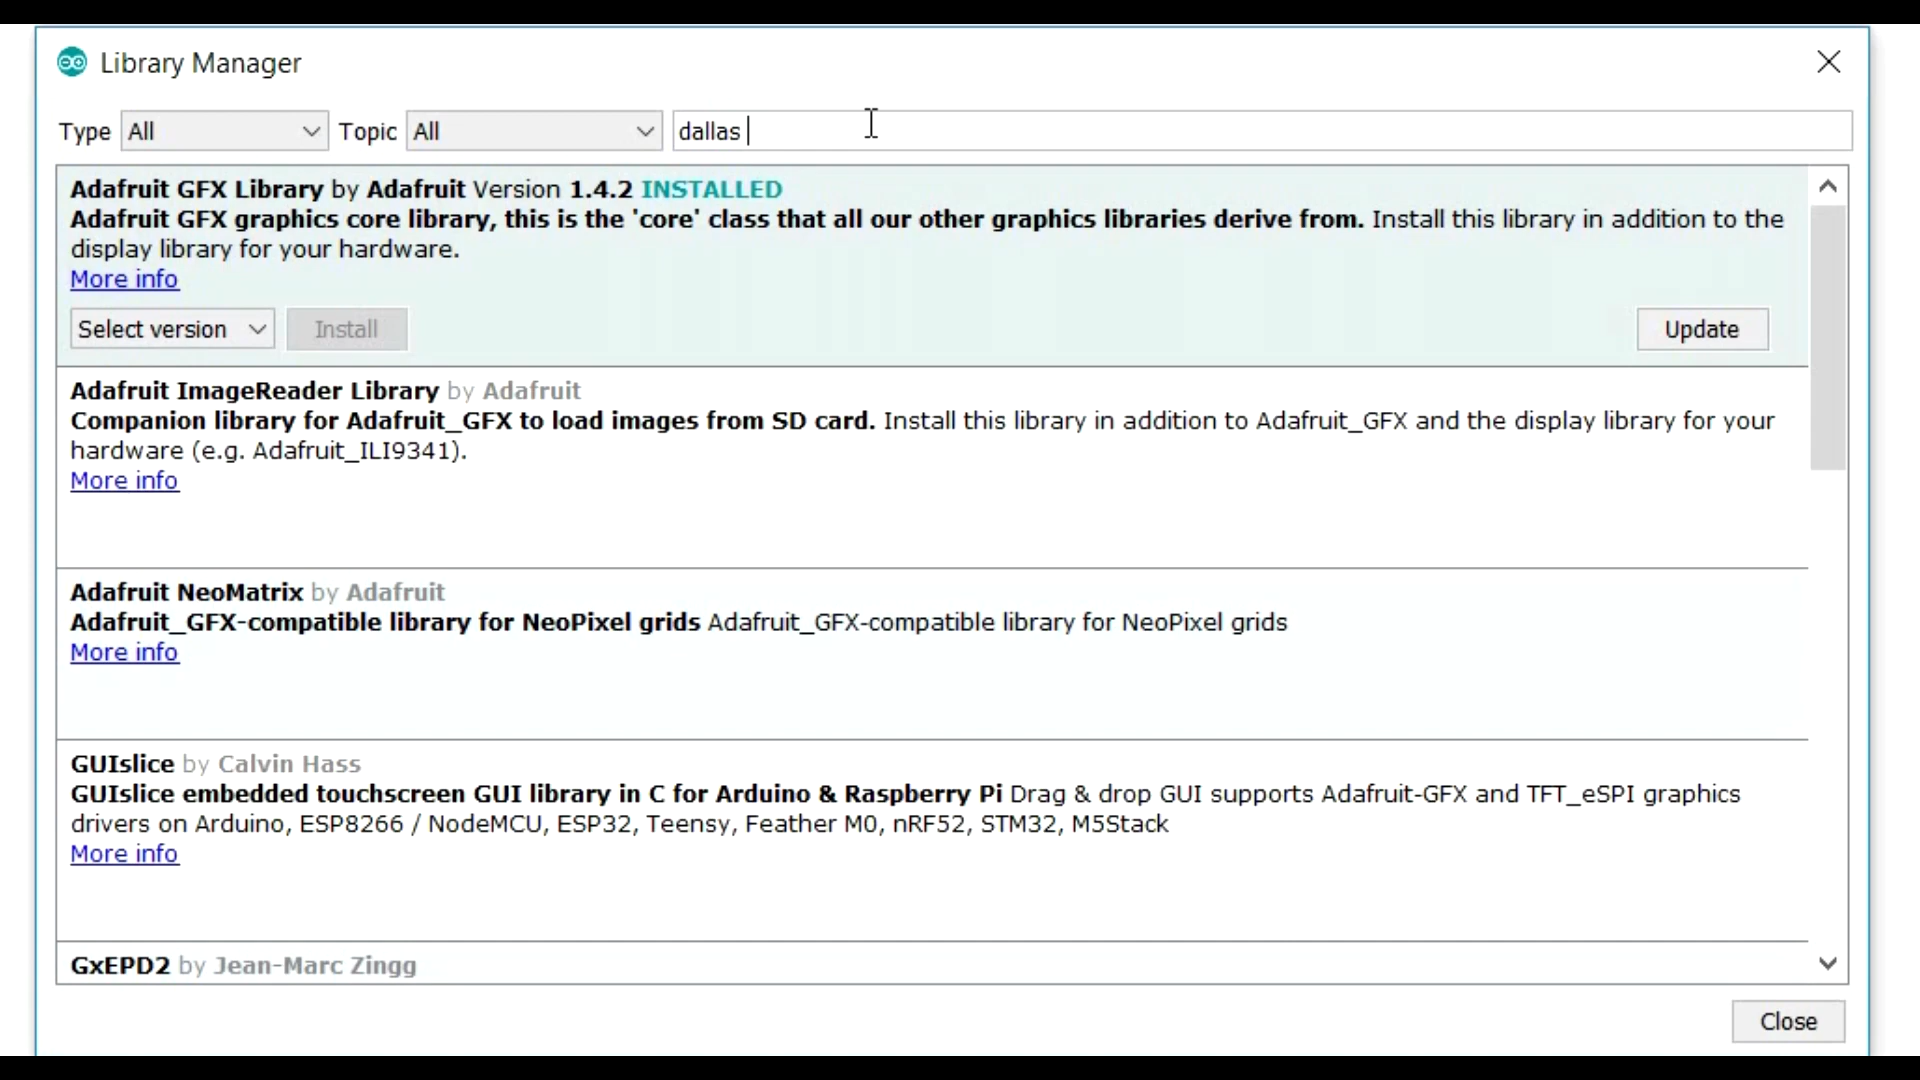 Library Manager
Type All Topic All dallas
Adafruit GFX Library by Adafruit Version 1.4.2 INSTALLED
Adafruit GFX graphics core library, this is the 'core' class that all our other graphics libraries derive from. Install this library in addition to the
display library for your hardware.
More info
Select version Install Update
Adafruit ImageReader Library by Adafruit
Companion library for Adafruit_GFX to load images from SD card. Install this library in addition to Adafruit_GFX and the display library for your
hardware (e.g. Adafruit_ILI9341).
More info
Adafruit NeoMatrix by Adafruit
Adafruit_GFX-compatible library for NeoPixel grids Adafruit_GFX-compatible library for NeoPixel grids
More info
GUIslice by Calvin Hass
GUIslice embedded touchscreen GUI library in C for Arduino & Raspberry Pi Drag & drop GUI supports Adafruit-GFX and TFT_eSPI graphics
drivers on Arduino, ESP8266 / NodeMCU, ESP32, Teensy, Feather M0, nRF52, STM32, M5Stack
More info
GxEPD2 by Jean-Marc Zingg
Close